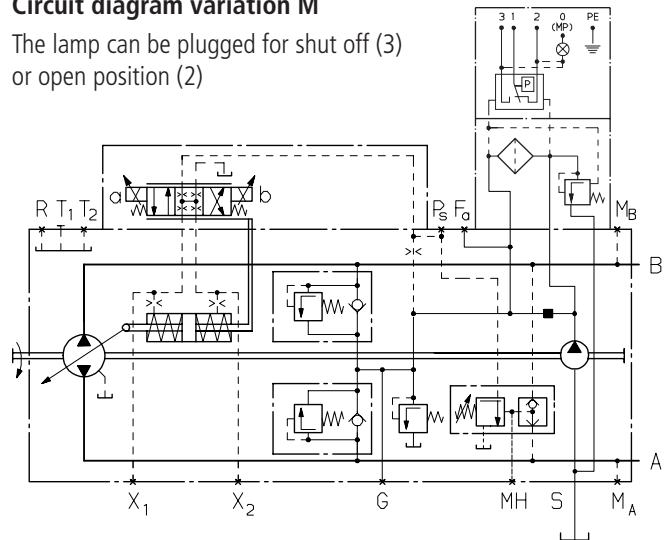 Circuit diagram variation M
The lamp can be plugged for shut off (3)
or open position (2)
3 1 2 0 PE
(MP)
P
a b
R T1 T2 Ps Fa MB
B
A
X1 X2 G MH S MA